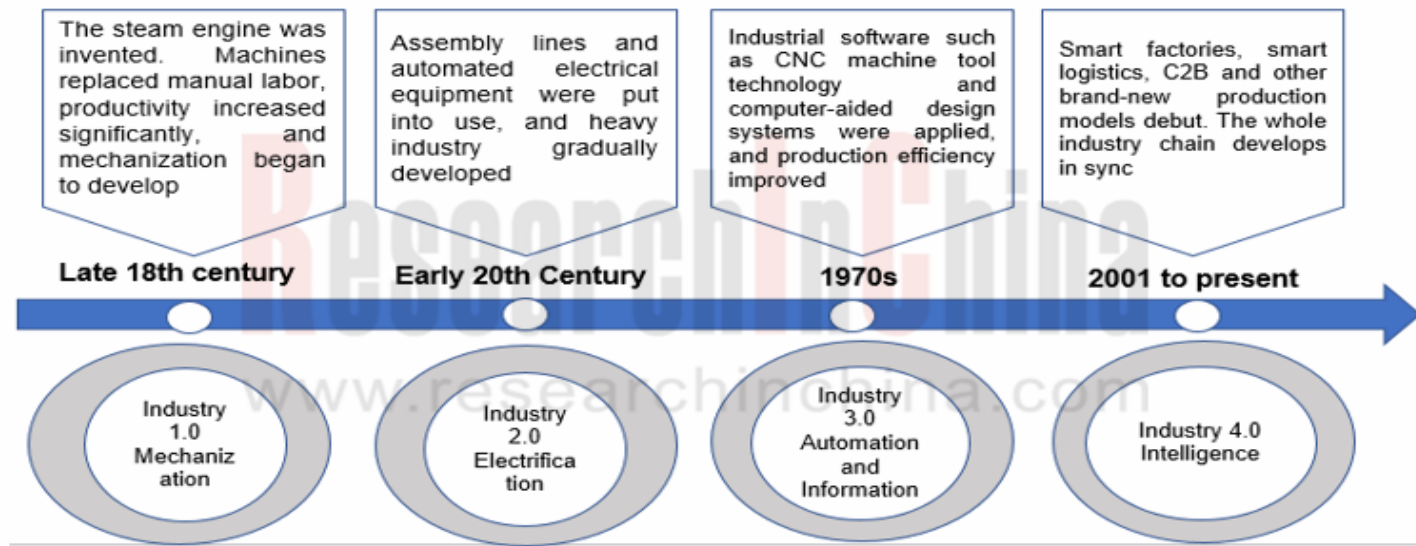 The steam engine was
invented. Machines
replaced manual labor,
productivity increased
significantly, and
mechanization began
to develop
Assembly lines and
automated electrical
equipment were put
into use, and heavy
industry gradually
developed
Industrial software such
as CNC machine tool
technology and
computer-aided design
systems were applied,
and production efficiency
improved
Smart factories, smart
logistics, C2B and other
brand-new production
models debut. The whole
industry chain develops
in sync
ResearchInChina
Late 18th century
Early 20th Century
1970s
2001 to present
www.researchinchina.com
Industry
1.0
Mechaniz
ation
Industry
2.0
Electrifica
tion
Industry
3.0
Automation
and
Information
Industry 4.0
Intelligence